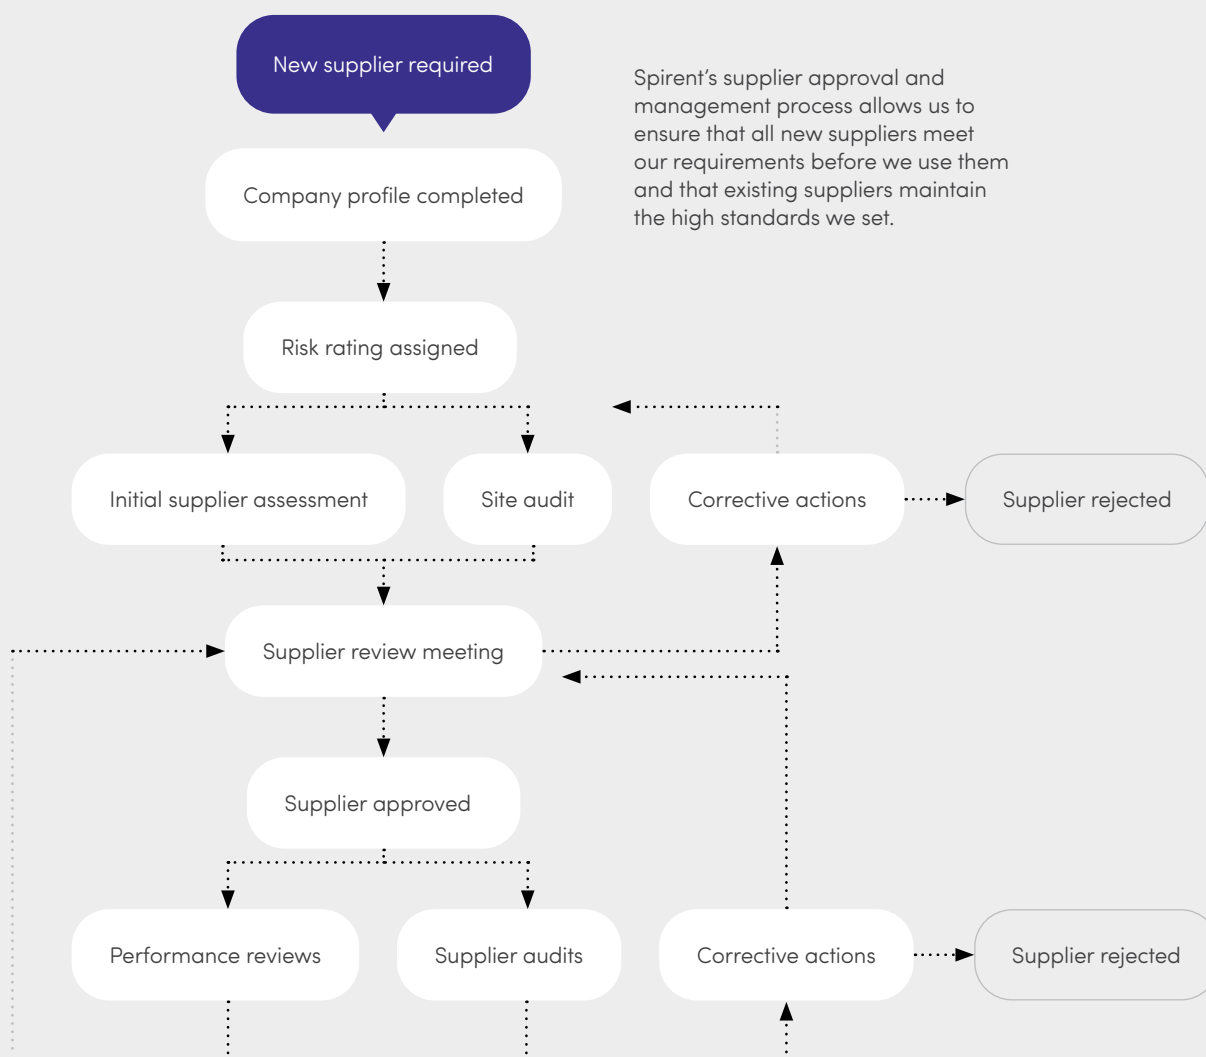 New supplier required
Spirent’s supplier approval and
management process allows us to
ensure that all new suppliers meet
our requirements before we use them
and that existing suppliers maintain
the high standards we set.
Company profile completed
Risk rating assigned
Initial supplier assessment
Site audit
Corrective actions
Supplier rejected
Supplier review meeting
Supplier approved
Performance reviews
Supplier audits
Corrective actions
Supplier rejected